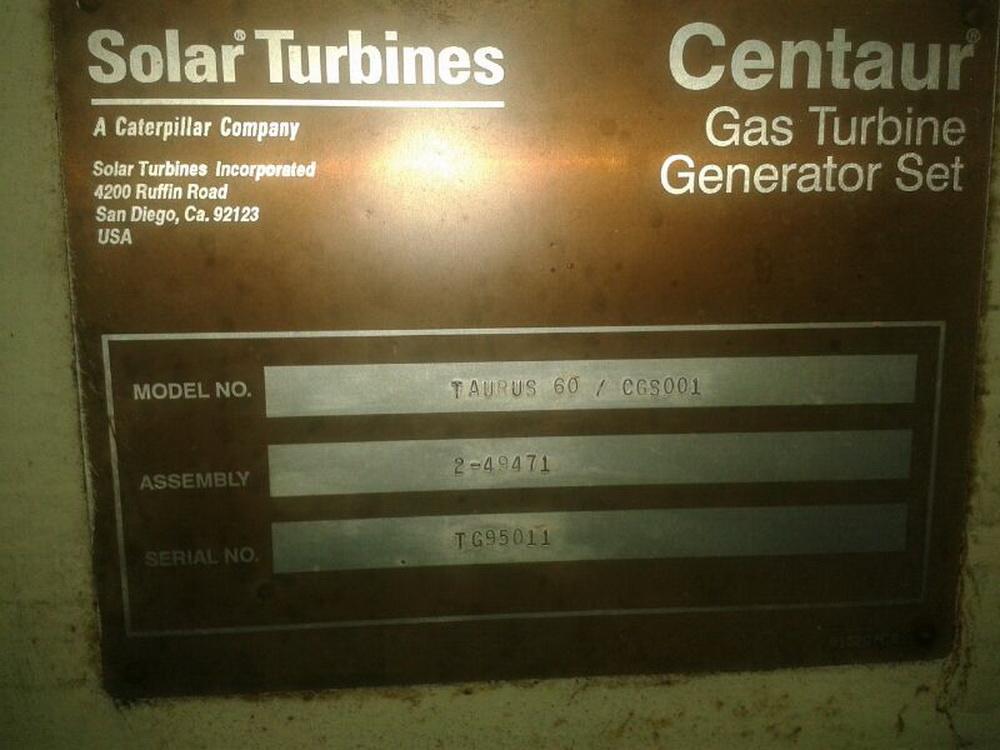 Solar® Turbines
A Caterpillar Company
Solar Turbines Incorporated
4200 Ruffin Road
San Diego, Ca. 92123
USA
Centaur®
Gas Turbine
Generator Set
MODEL NO. TAURUS 60 / CGS001
ASSEMBLY 2-49471
SERIAL NO. TG95011